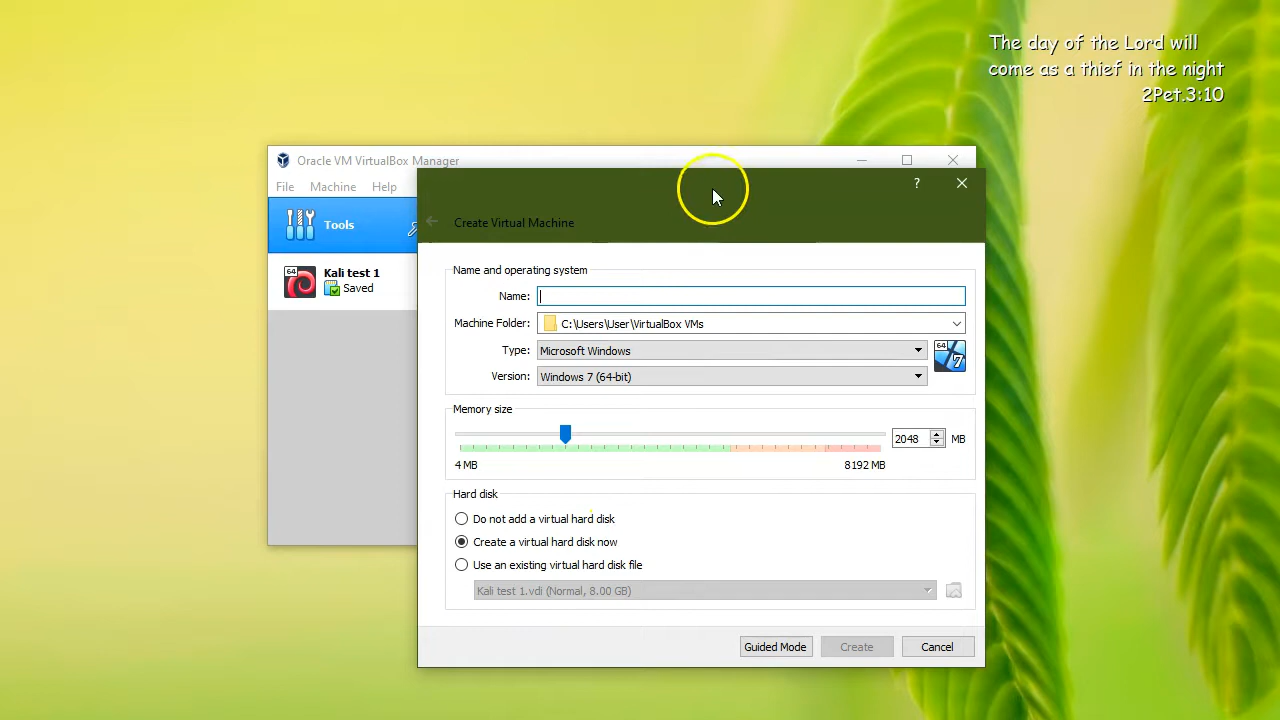 The day of the Lord will
come as a thief in the night
2Pet.3:10
Oracle VM VirtualBox Manager
File Machine Help
?
Tools
Create Virtual Machine
64
Kali test 1
Saved
Name and operating system
Name:
Machine Folder: C:\Users\User\VirtualBox VMs
Type: Microsoft Windows
64
7
Version: Windows 7 (64-bit)
Memory size
2048 MB
4 MB 8192 MB
Hard disk
Do not add a virtual hard disk
Create a virtual hard disk now
Use an existing virtual hard disk file
Kali test 1.vdi (Normal, 8.00 GB)
Guided Mode Create Cancel